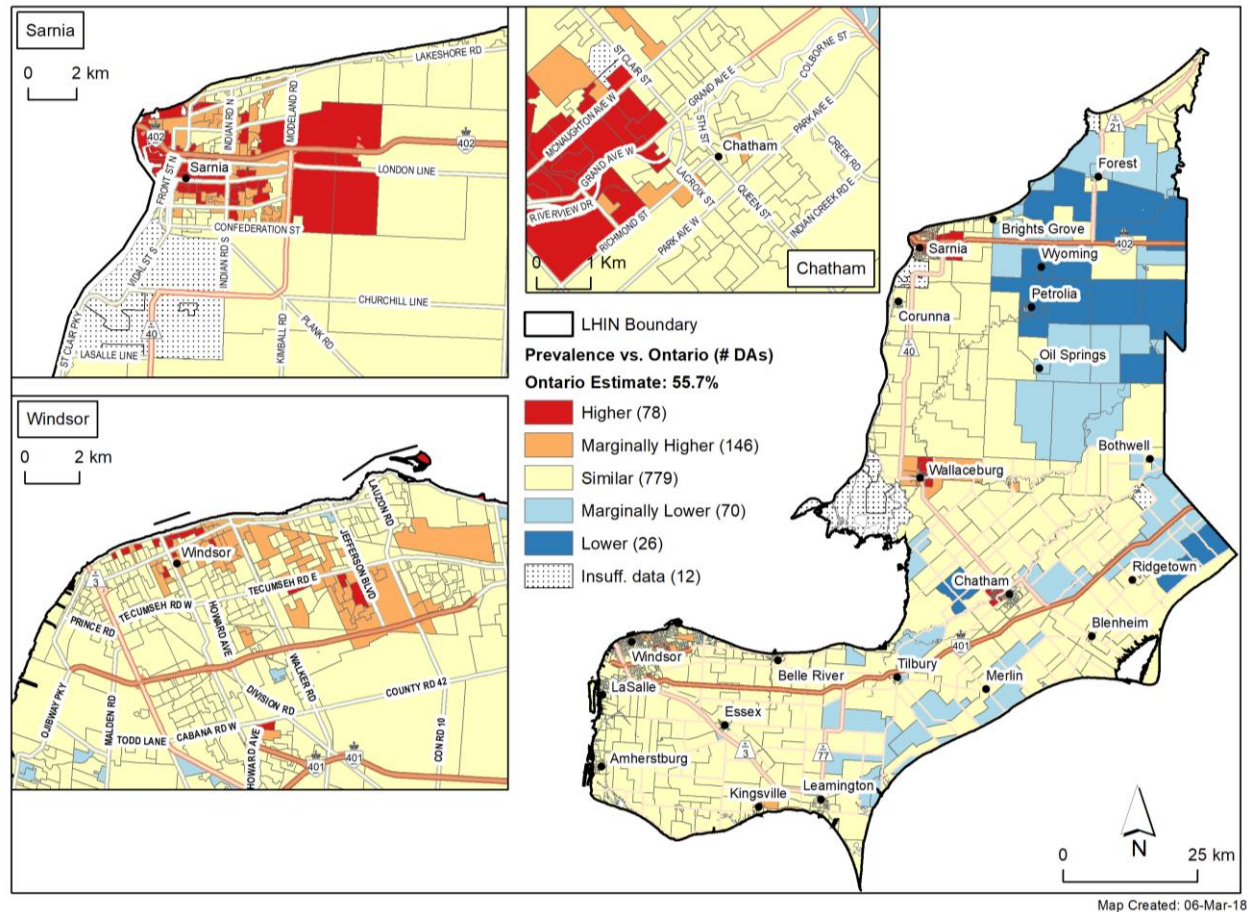 Sarnia
0 2 km
LAKESHORE RD
INDIAN RD N
MODELAND RD
402
402
LONDON LINE
FRONT ST N
Sarnia
CONFEDERATION ST
VIDAL ST S
INDIAN RD S
CHURCHILL LINE
ST CLAIR PKY
40
PLANK RD
KIMBALL RD
LASALLE LINE
ST CLAIR ST
COLBORNE ST
MCNAUGHTON AVE W
GRAND AVE E
5TH ST
PARK AVE E
Chatham
GRAND AVE W
CREEK RD
LACROIX ST
RIVERVIEW DR
QUEEN ST
INDIAN CREEK RD E
RICHMOND ST
PARK AVE W
0 1 Km
Chatham
Windsor
0 2 km
LAUZON RD
JEFFERSON BLVD
Windsor
3
TECUMSEH RD E
TECUMSEH RD W
PRINCE RD
HOWARD AVE
WALKER RD
COUNTY RD 42
DIVISION RD
OJIBWAY PKY
MALDEN RD
CABANA RD W
TODD LANE
HOWARD AVE
401
401
CON RD 10
LHIN Boundary
Prevalence vs. Ontario (# DAs)
Ontario Estimate: 55.7%
Higher (78)
Marginally Higher (146)
Similar (779)
Marginally Lower (70)
Lower (26)
Insuff. data (12)
21
Forest
Brights Grove
Sarnia
402
Wyoming
Petrolia
Corunna
40
Oil Springs
Bothwell
Wallaceburg
Chatham
Ridgetown
Blenheim
401
Windsor
Tilbury
Belle River
Merlin
LaSalle
Essex
3
77
Amherstburg
Leamington
Kingsville
N
0 25 km
Map Created: 06-Mar-18